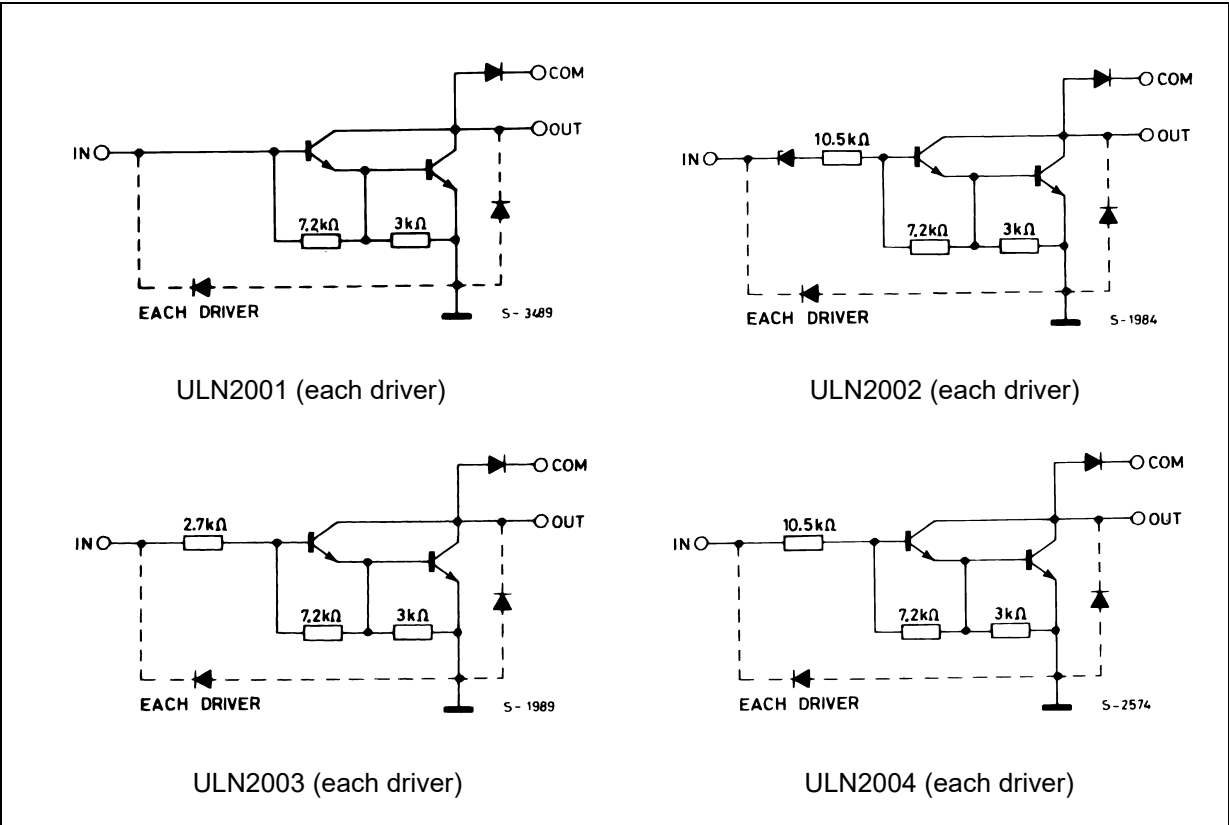 COM
OUT
IN
7.2kΩ
3kΩ
EACH DRIVER
S- 3489
ULN2001 (each driver)
COM
OUT
10.5kΩ
IN
7.2kΩ
3kΩ
EACH DRIVER
S-1984
ULN2002 (each driver)
COM
OUT
2.7kΩ
IN
7.2kΩ
3kΩ
EACH DRIVER
S- 1989
ULN2003 (each driver)
COM
OUT
10.5kΩ
IN
7.2kΩ
3kΩ
EACH DRIVER
S-2574
ULN2004 (each driver)